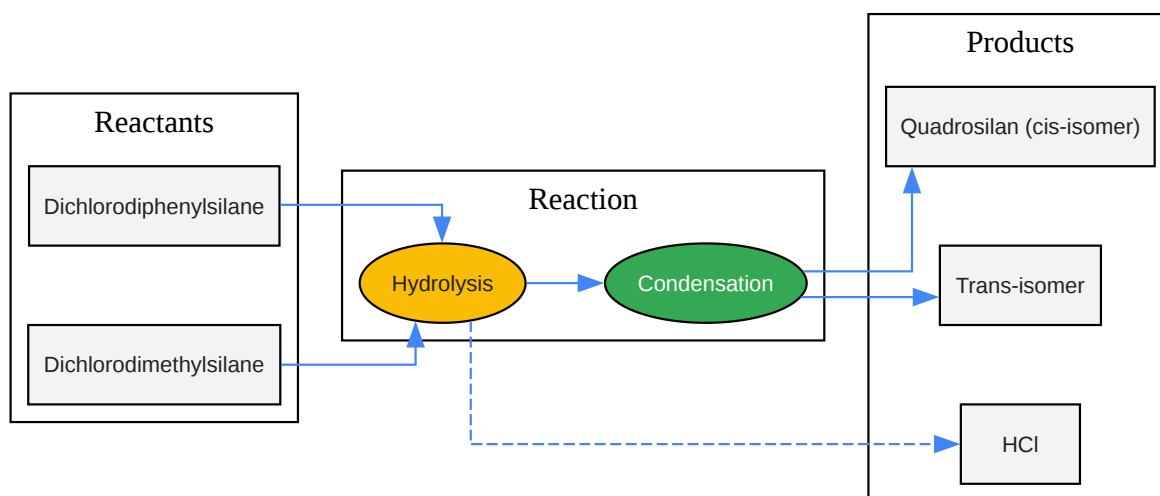 Reactants
Dichlorodiphenylsilane
Dichlorodimethylsilane
Reaction
Hydrolysis
Condensation
Products
Quadrosilan (cis-isomer)
Trans-isomer
HCl